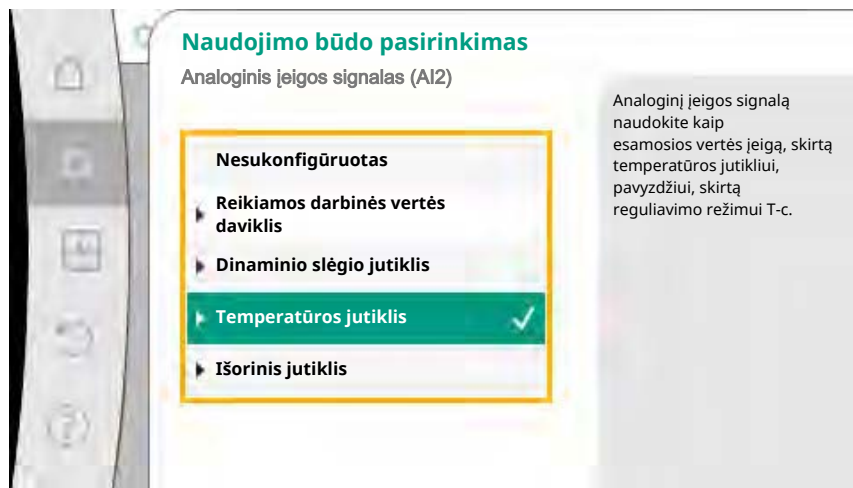 Naudojimo būdo pasirinkimas
Analoginis įeigos signalas (AI2)
Nesukonfigūruotas
Reikiamos darbinės vertės
daviklis
Dinaminio slėgio jutiklis
Temperatūros jutiklis
Išorinis jutiklis
Analoginį įeigos signalą
naudokite kaip
esamosios vertės įeigą, skirtą
temperatūros jutikliui,
pavyzdžiui, skirtą
reguliavimo režimui T-c.